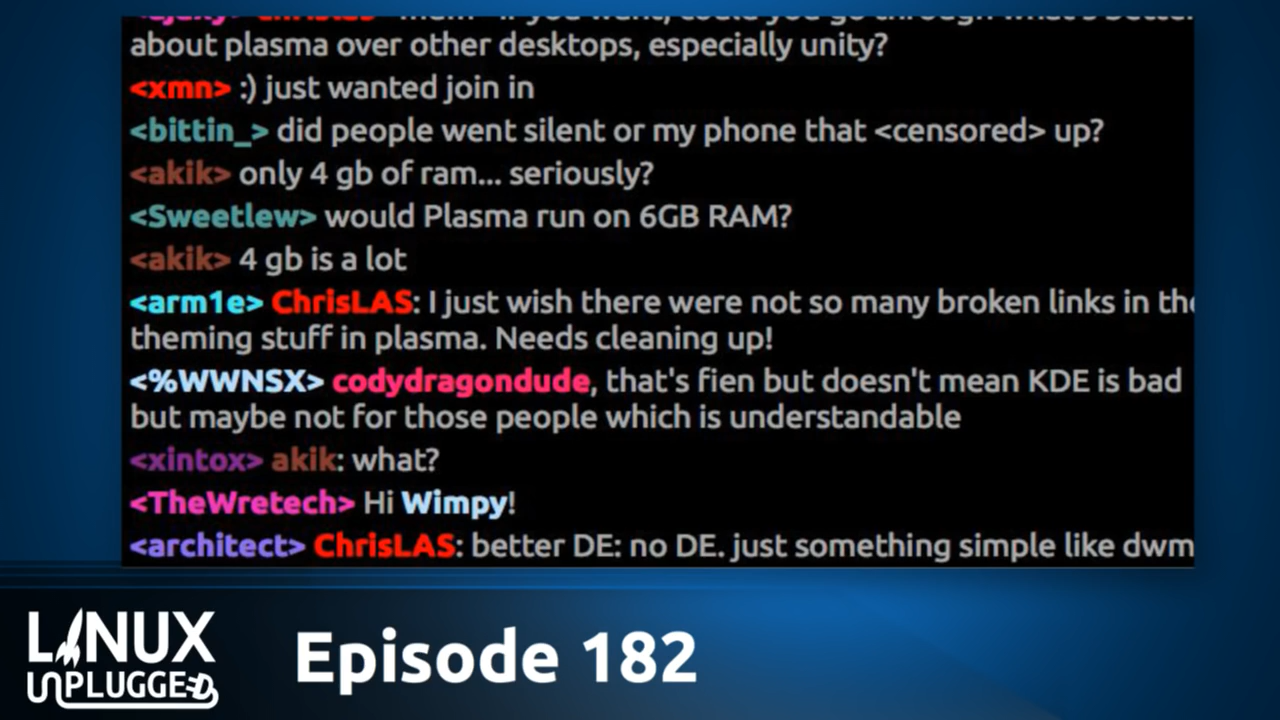 ChrisLAS
about plasma over other desktops, especially unity?
<xmn> :) just wanted join in
<bittin_> did people went silent or my phone that <censored> up?
<akik> only 4 gb of ram... seriously?
<Sweetlew> would Plasma run on 6GB RAM?
<akik> 4 gb is a lot
<arm1e> ChrisLAS: I just wish there were not so many broken links in the
theming stuff in plasma. Needs cleaning up!
<%WWNSX> codydragondude, that's fien but doesn't mean KDE is bad
but maybe not for those people which is understandable
<xintox> akik: what?
<TheWretech> Hi Wimpy!
<architect> ChrisLAS: better DE: no DE. just something simple like dwm
LINUX
UNPLUGGED
Episode 182